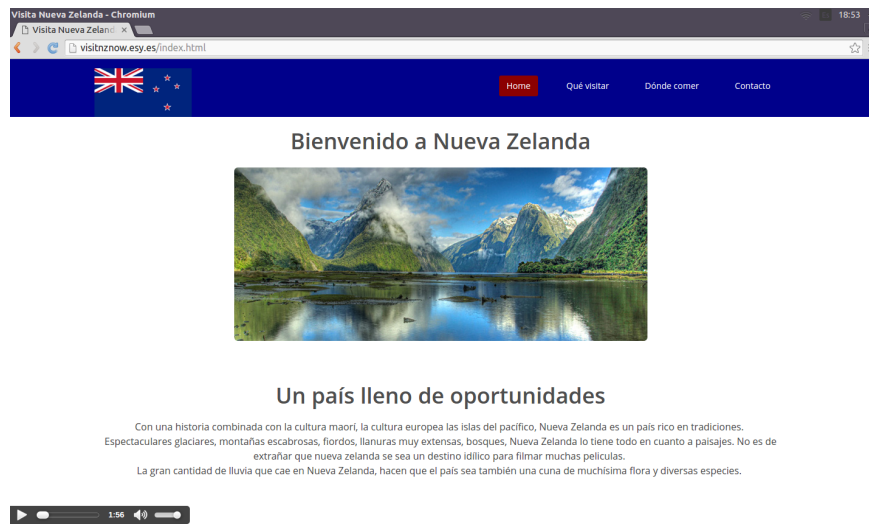 Visita Nueva Zelanda - Chromium
18:53
Visita Nueva Zeland
visitnznow.esy.es/index.html
Home Qué visitar Dónde comer Contacto
Bienvenido a Nueva Zelanda
Un país lleno de oportunidades
Con una historia combinada con la cultura maorí, la cultura europea las islas del pacífico, Nueva Zelanda es un país rico en tradiciones.
Espectaculares glaciares, montañas escabrosas, fiordos, llanuras muy extensas, bosques, Nueva Zelanda lo tiene todo en cuanto a paisajes. No es de
extrañar que nueva zelanda se sea un destino idílico para filmar muchas peliculas.
La gran cantidad de lluvia que cae en Nueva Zelanda, hacen que el país sea también una cuna de muchísima flora y diversas especies.
1:56